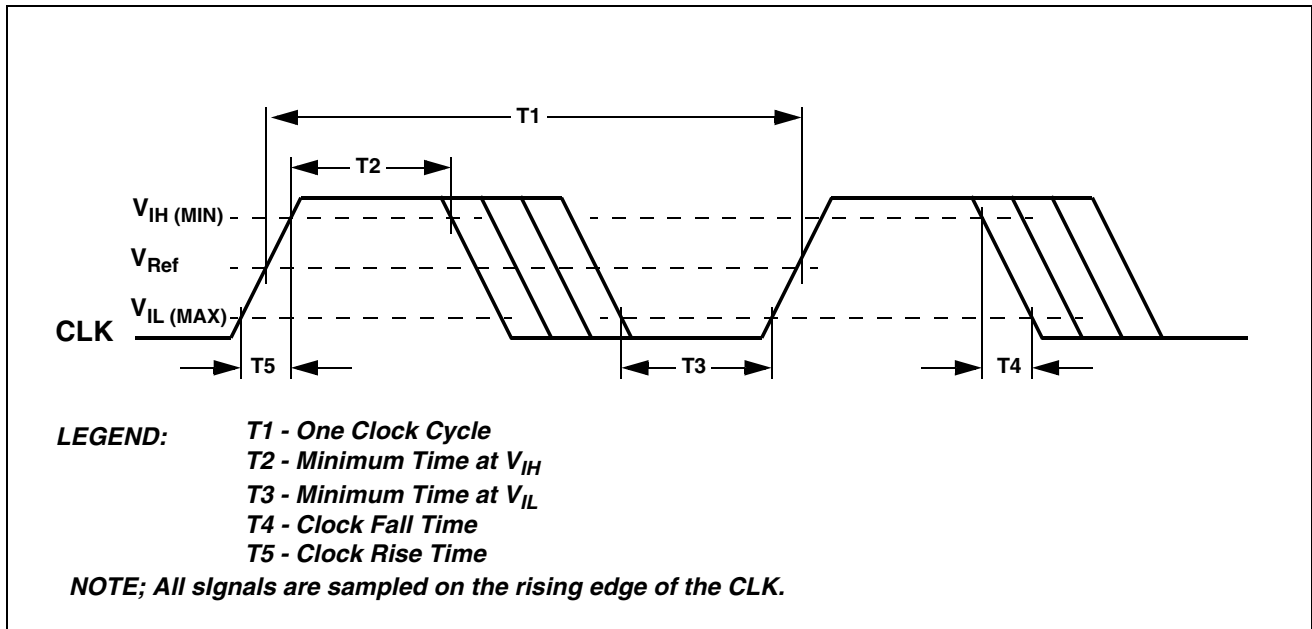 T1
T2
V_IH (MIN)
V_Ref
V_IL (MAX)
CLK
T5
T3
T4
LEGEND:
T1 - One Clock Cycle
T2 - Minimum Time at V_IH
T3 - Minimum Time at V_IL
T4 - Clock Fall Time
T5 - Clock Rise Time
NOTE; All sIgnals are sampled on the rising edge of the CLK.